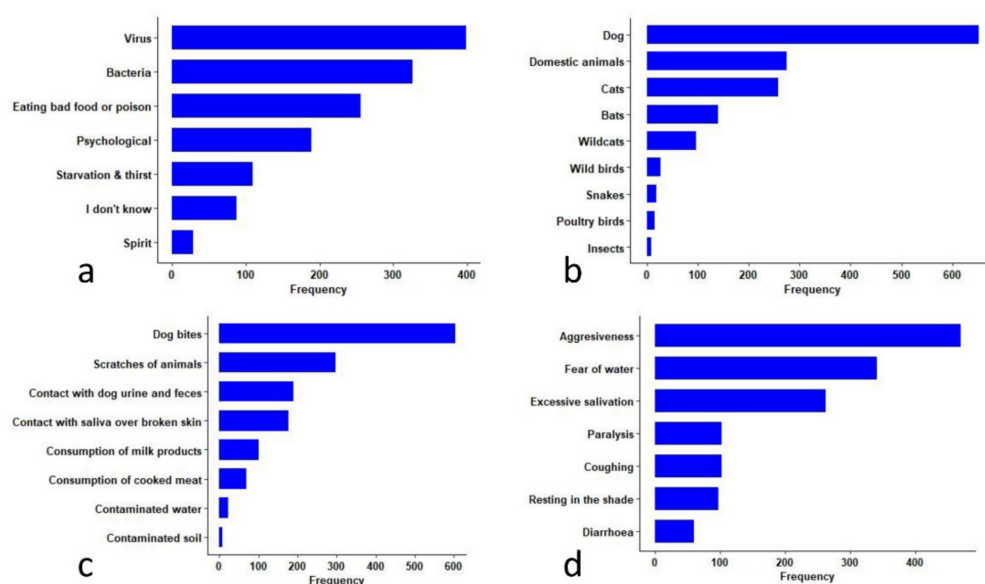 Virus
Bacteria
Eating bad food or poison
Psychological
Starvation & thirst
I don't know
Spirit
0 100 200 300 400
Frequency
a
Dog
Domestic animals
Cats
Bats
Wildcats
Wild birds
Snakes
Poultry birds
Insects
0 100 200 300 400 500 600
Frequency
b
Dog bites
Scratches of animals
Contact with dog urine and feces
Contact with saliva over broken skin
Consumption of milk products
Consumption of cooked meat
Contaminated water
Contaminated soil
0 100 200 300 400 500 600
Frequency
c
Aggresiveness
Fear of water
Excessive salivation
Paralysis
Coughing
Resting in the shade
Diarrhoea
0 100 200 300 400
Frequency
d